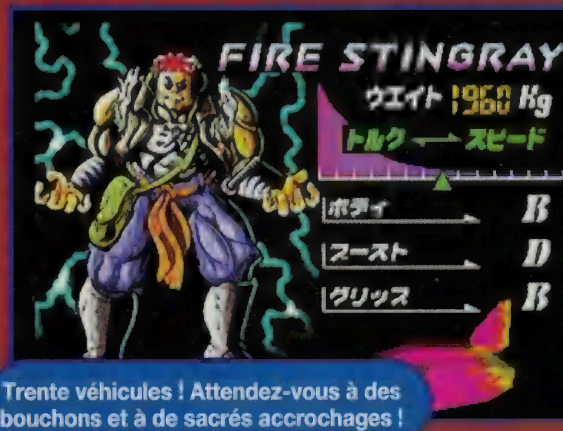 FIRE STINGRAY
ウエイト 1960 Kg
トルク ←→ スピード
ボディ B
ブースト D
グリップ B
Trente véhicules ! Attendez-vous à des
bouchons et à de sacrés accrochages !